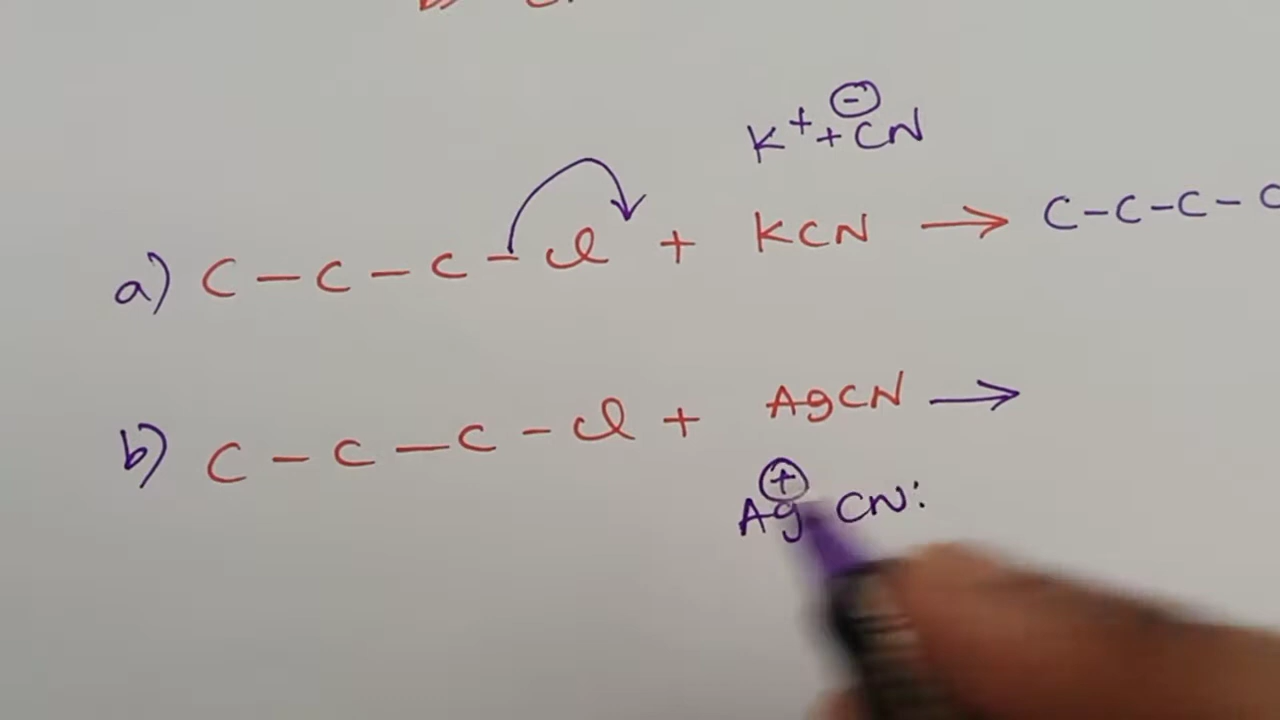 K⁺ + ⊖CN
a) C – C – C – Cl + KCN → C – C – C – C
b) C – C – C – Cl + AgCN →
Ag⊕ CN: